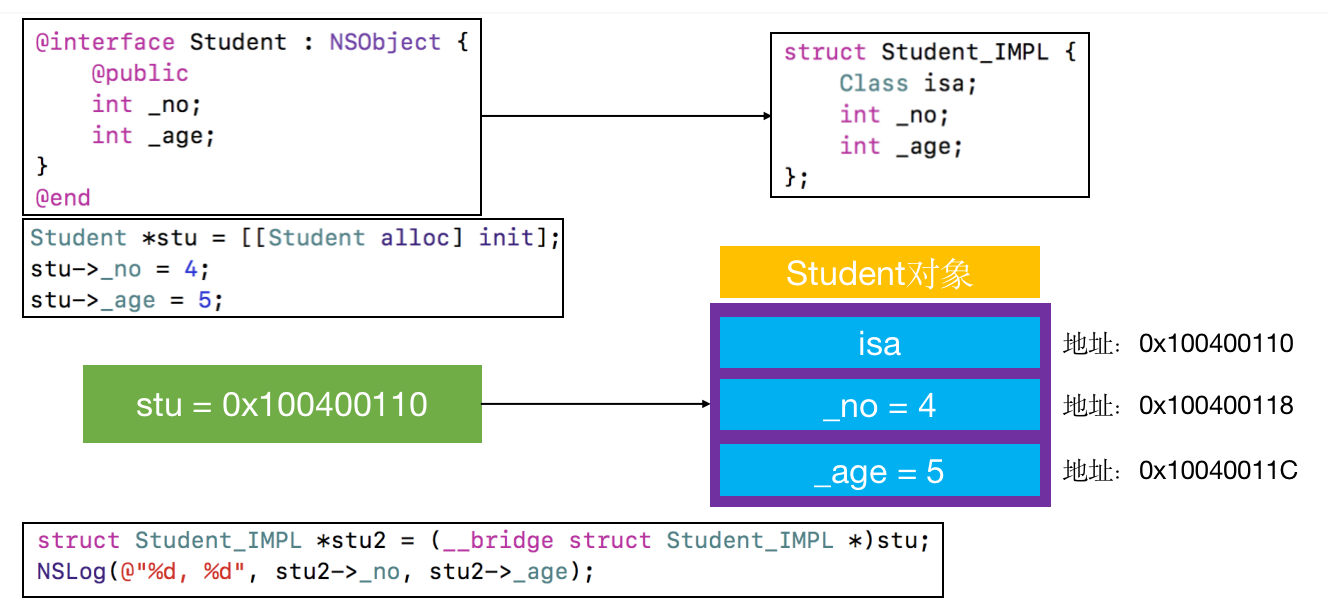 @interface Student : NSObject {
    @public
    int _no;
    int _age;
}
@end
struct Student_IMPL {
    Class isa;
    int _no;
    int _age;
};
Student *stu = [[Student alloc] init];
stu->_no = 4;
stu->_age = 5;
Student对象
isa
地址：0x100400110
stu = 0x100400110
_no = 4
地址：0x100400118
_age = 5
地址：0x10040011C
struct Student_IMPL *stu2 = (__bridge struct Student_IMPL *)stu;
NSLog(@"%d, %d", stu2->_no, stu2->_age);